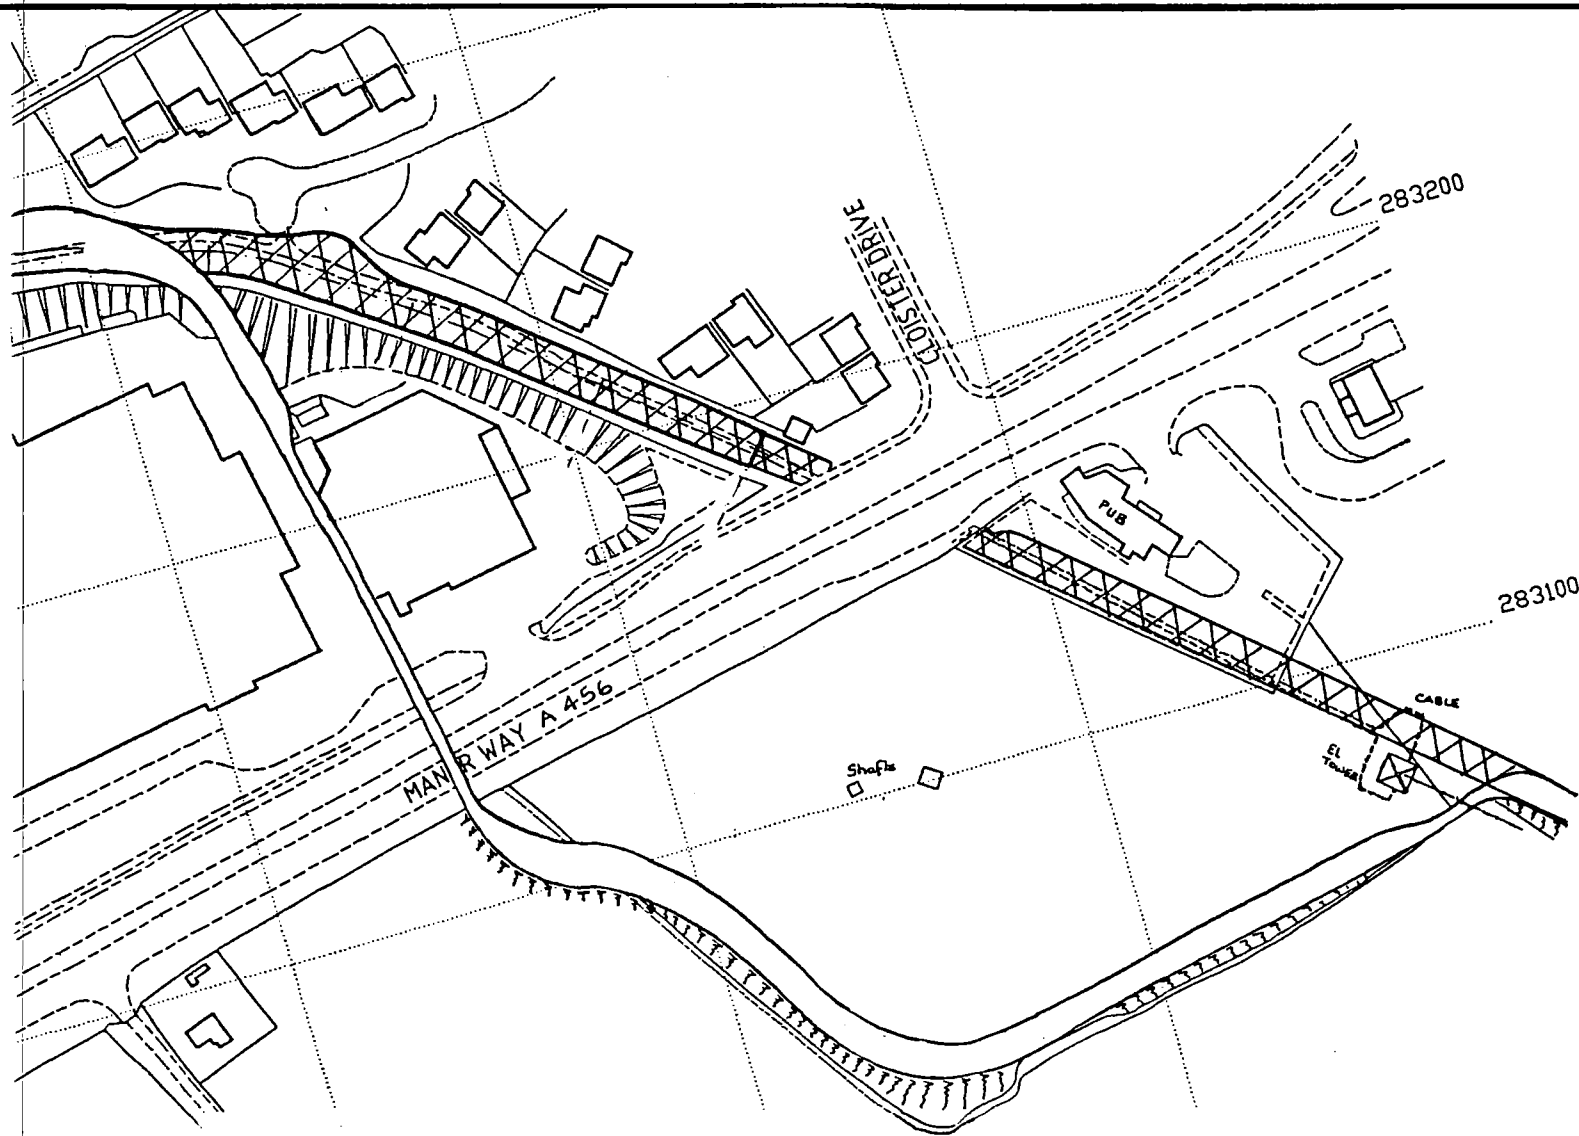 283200
CLOISTER DRIVE
PUB
283100
CABLE
EL
TOWER
MANOR WAY A 456
Shafts